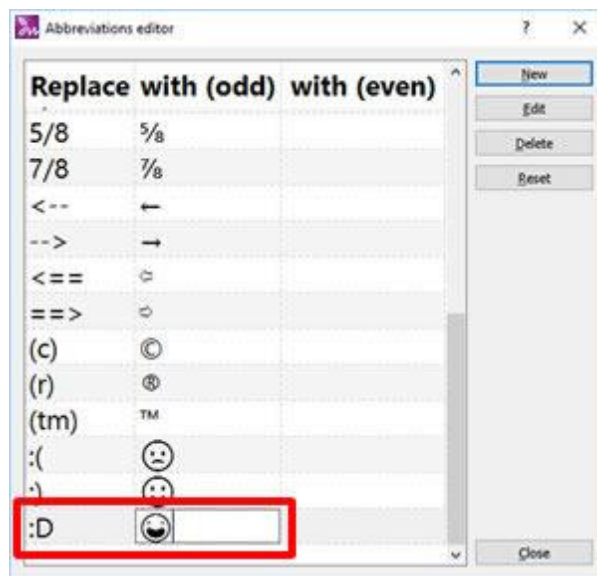 Abbreviations editor
?
Replace with (odd) with (even)
5/8 ⅝
7/8 ⅞
<-- ←
--> →
<== ⇦
==> ⇨
(c) ©
(r) ®
(tm) ™
:( ☹
:) ☺
:D 😀
New
Edit
Delete
Reset
Close